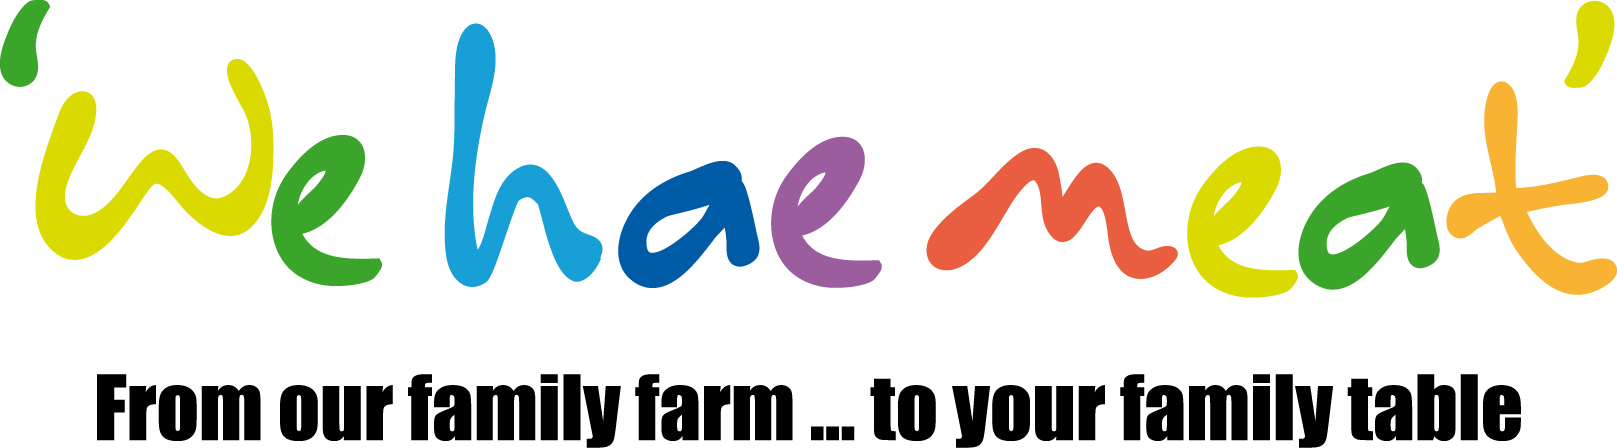 ‘we hae meat’
From our family farm ... to your family table